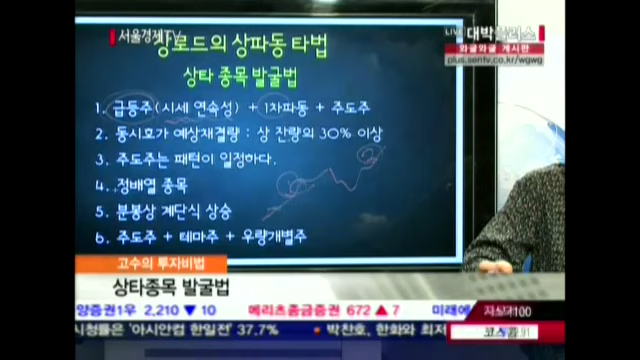 서울경제TV
LIVE 대박플러스
와글와글 게시판
plus.sentv.co.kr/wgwg
로드의 상파동 타법
상타 종목 발굴법
1. 급등주(시세 연속성) + 1차파동 + 주도주
2. 동시호가 예상채결량 : 상 잔량의 30% 이상
3. 주도주는 패턴이 일정하다.
4. 정배열 종목
5. 분봉상 계단식 상승
6. 주도주 + 테마주 + 우량개별주
고수의 투자비법
상타종목 발굴법
양증권1우 2,210 ▼ 10 메리츠종금증권 672 ▲ 7 미래에
100
시청률은 '아시안컵 한일전' 37.7% • 박찬호, 한화와 최저